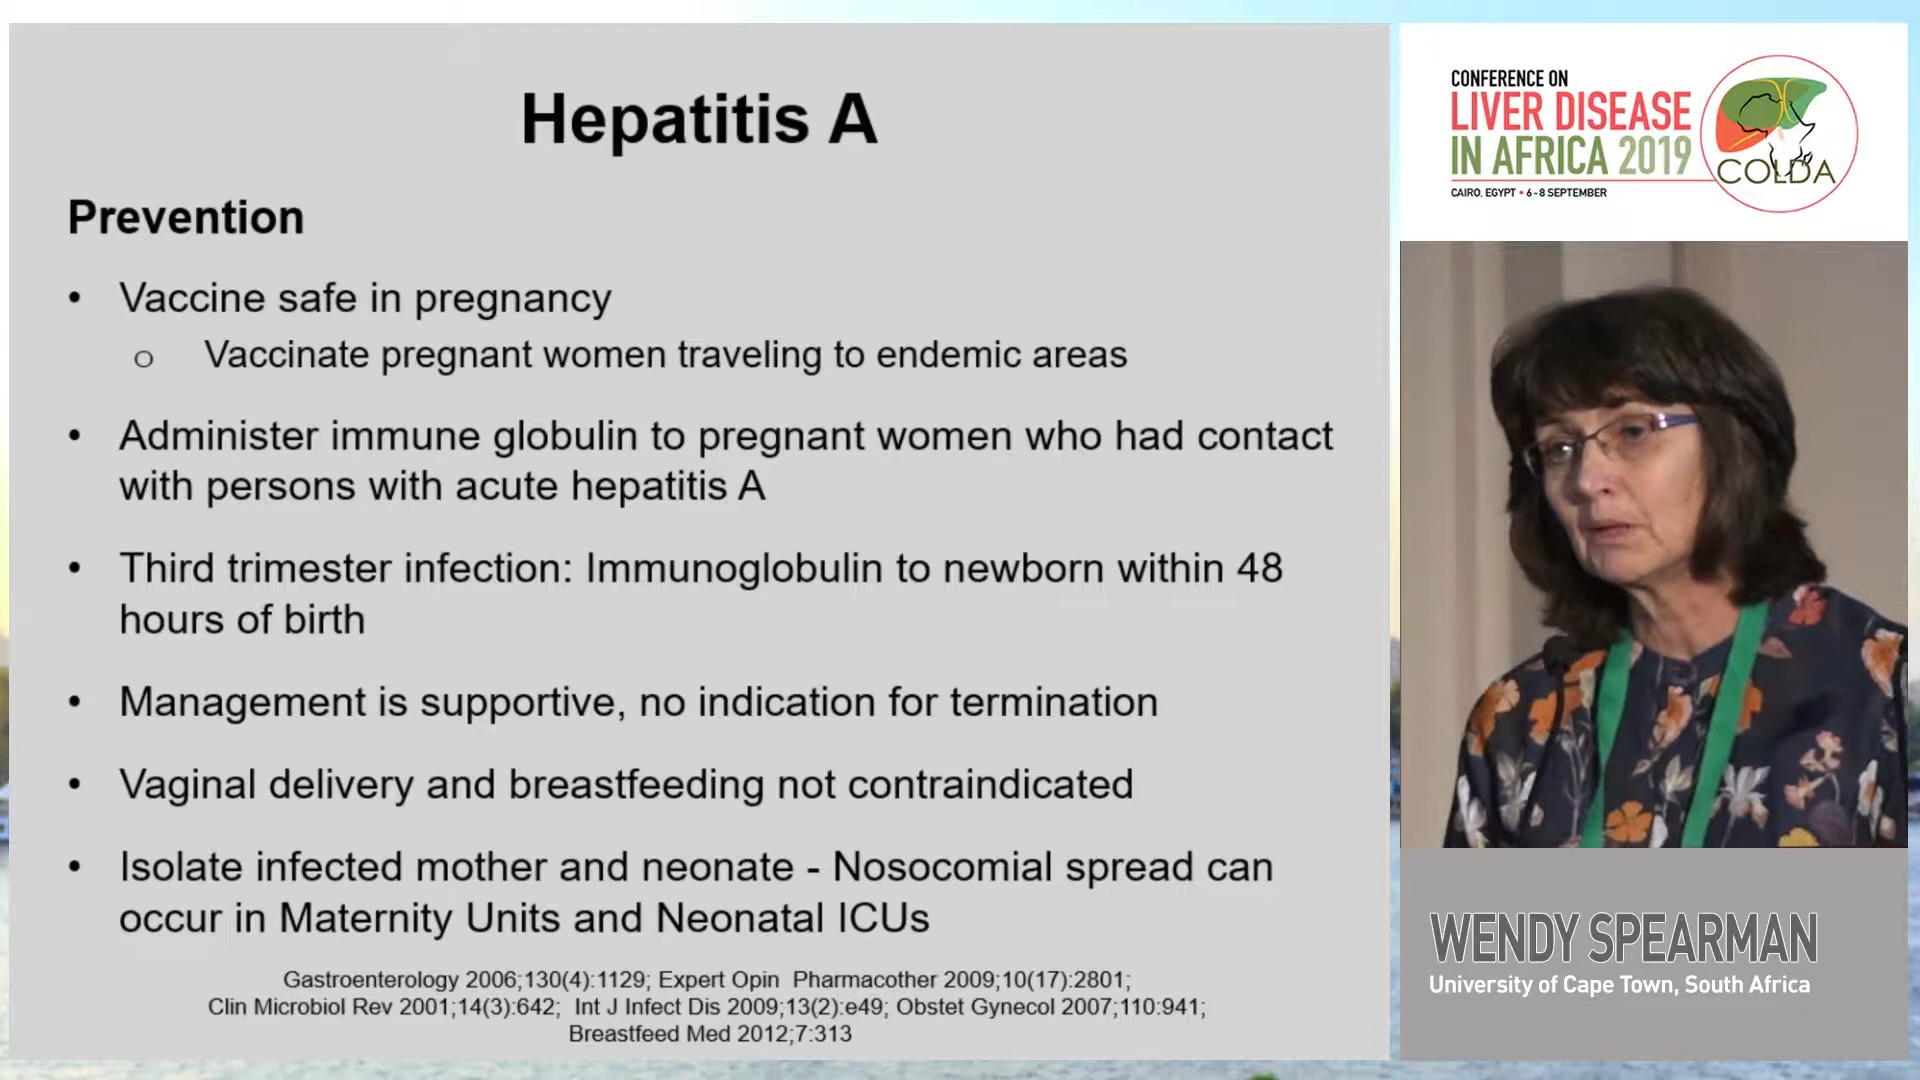 Hepatitis A
Prevention
• Vaccine safe in pregnancy
o Vaccinate pregnant women traveling to endemic areas
• Administer immune globulin to pregnant women who had contact
with persons with acute hepatitis A
• Third trimester infection: Immunoglobulin to newborn within 48
hours of birth
• Management is supportive, no indication for termination
• Vaginal delivery and breastfeeding not contraindicated
• Isolate infected mother and neonate - Nosocomial spread can
occur in Maternity Units and Neonatal ICUs
Gastroenterology 2006;130(4):1129; Expert Opin Pharmacother 2009;10(17):2801;
Clin Microbiol Rev 2001;14(3):642; Int J Infect Dis 2009;13(2):e49; Obstet Gynecol 2007;110:941;
Breastfeed Med 2012;7:313
CONFERENCE ON
LIVER DISEASE
IN AFRICA 2019
CAIRO, EGYPT • 6 - 8 SEPTEMBER
COLDA
WENDY SPEARMAN
University of Cape Town, South Africa